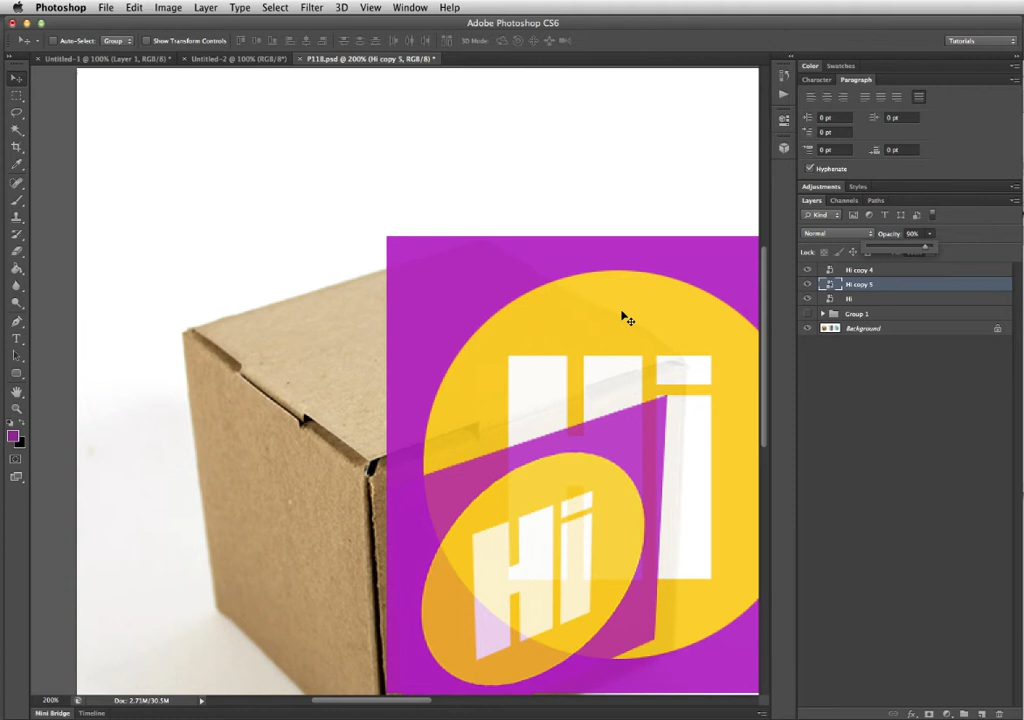 Photoshop File Edit Image Layer Type Select Filter 3D View Window Help
Adobe Photoshop CS6
Auto-Select: Group Show Transform Controls 3D Mode: Tutorials
Untitled-1 @ 100% (Layer 1, RGB/8) * Untitled-2 @ 100% (RGB/8*) P11B.psd @ 200% (Hi copy 5, RGB/8) *
Color Swatches
Character Paragraph
0 pt 0 pt
0 pt
0 pt 0 pt
Hyphenate
Adjustments Styles
Layers Channels Paths
Kind
Normal Opacity: 90%
Lock:
Hi copy 4
Hi copy 5
Hi
Group 1
Background
Hi
Hi
200% Doc: 2.71M/30.5M
Mini Bridge Timeline